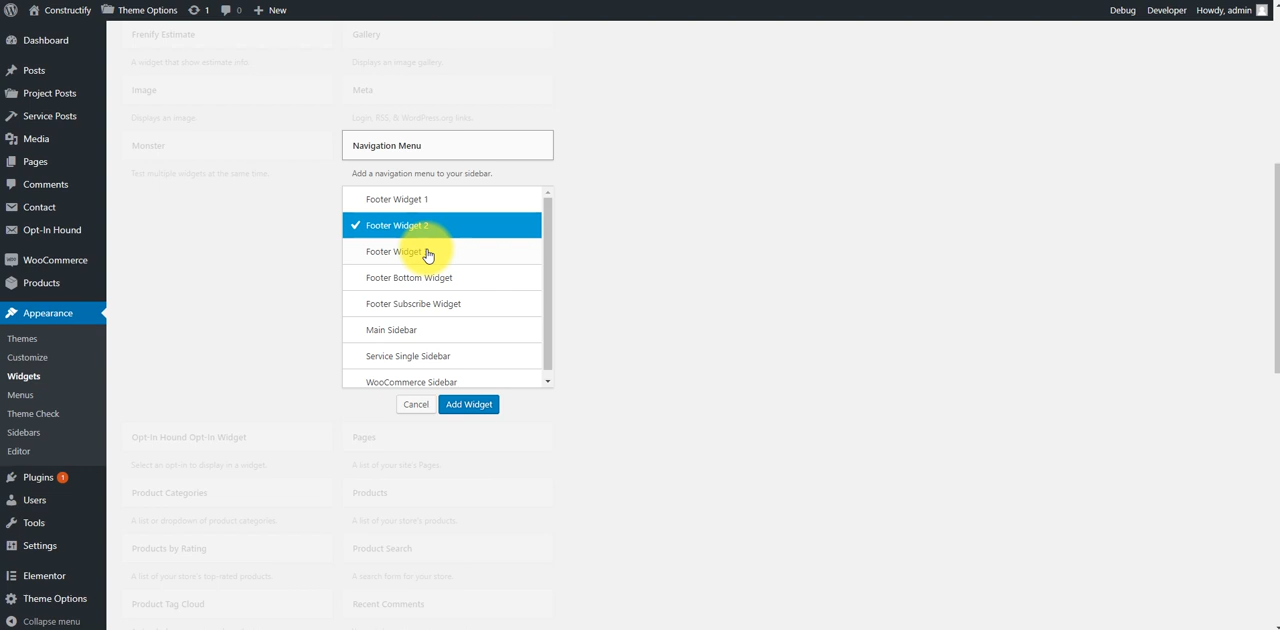 Constructify Theme Options 1 0 New Debug Developer Howdy, admin
Dashboard
Posts
Project Posts
Service Posts
Media
Pages
Comments
Contact
Opt-In Hound
WooCommerce
Products
Appearance
Themes
Customize
Widgets
Menus
Theme Check
Sidebars
Editor
Plugins 1
Users
Tools
Settings
Elementor
Theme Options
Collapse menu
Frenify Estimate
A widget that show estimate info.
Image
Displays an image.
Monster
Test multiple widgets at the same time.
Gallery
Displays an image gallery.
Meta
Login, RSS, & WordPress.org links.
Navigation Menu
Add a navigation menu to your sidebar.
Footer Widget 1
Footer Widget 2
Footer Widget
Footer Bottom Widget
Footer Subscribe Widget
Main Sidebar
Service Single Sidebar
WooCommerce Sidebar
Cancel Add Widget
Opt-In Hound Opt-In Widget
Select an opt-in to display in a widget.
Product Categories
A list or dropdown of product categories.
Products by Rating
A list of your store's top-rated products.
Product Tag Cloud
Pages
A list of your site's Pages.
Products
A list of your store's products.
Product Search
A search form for your store.
Recent Comments